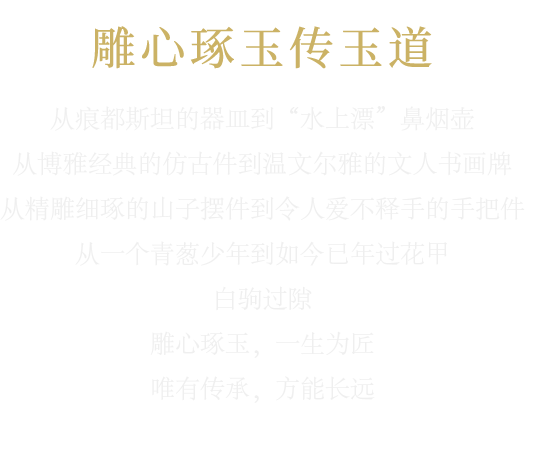 雕心琢玉传玉道
从痕都斯坦的器皿到“水上漂”鼻烟壶
从博雅经典的仿古件到温文尔雅的文人书画牌
从精雕细琢的山子摆件到令人爱不释手的手把件
从一个青葱少年到如今已年过花甲
白驹过隙
雕心琢玉，一生为匠
唯有传承，方能长远